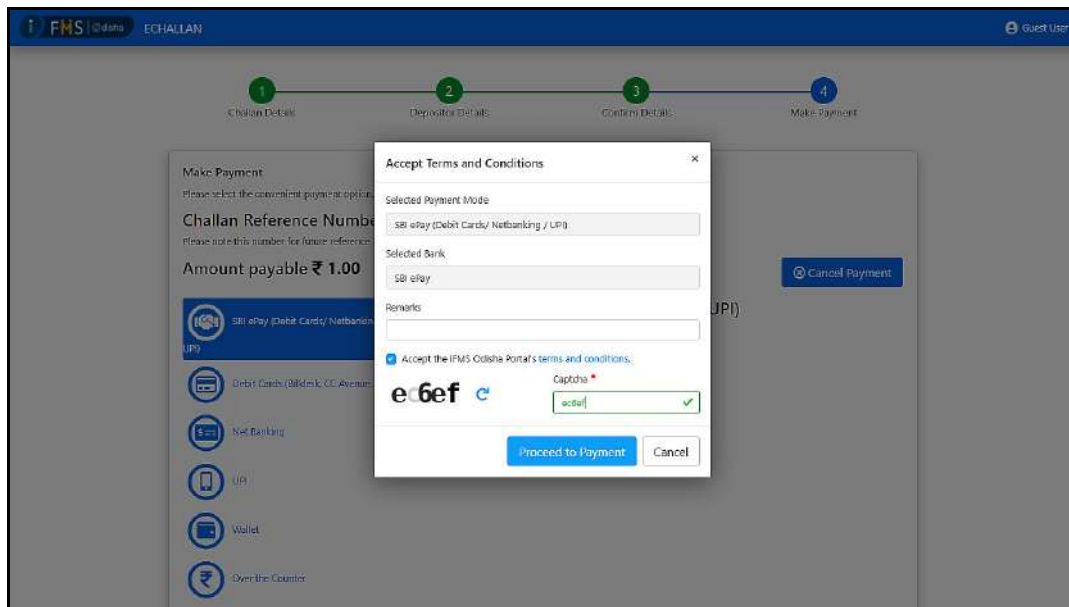 i FMS | @disha ECHALLAN
Guest User
1
2
3
4
Challan Details
Depositor Details
Confirm Details
Make Payment
Make Payment
Please select the convenient payment option,
Challan Reference Numbe
Please note this number for future reference
Amount payable ₹ 1.00
Cancel Payment
SBI ePay (Debit Cards/ Netbankin
UPI)
UPI)
Debit Cards (Billdesk, CC Avenue
Net Banking
UPI
Wallet
Over the Counter
Accept Terms and Conditions
×
Selected Payment Mode
SBI ePay (Debit Cards/ Netbanking / UPI)
Selected Bank
SBI ePay
Remarks
Accept the IFMS Odisha Portal's terms and conditions.
ec6ef
Captcha *
ec6ef
Proceed to Payment
Cancel